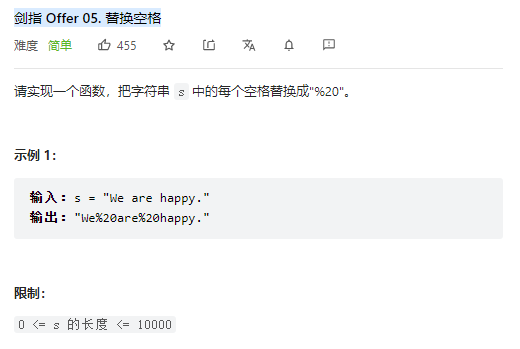 剑指 Offer 05. 替换空格
难度 简单 455
请实现一个函数，把字符串 s 中的每个空格替换成"%20"。
示例 1：
输入：s = "We are happy."
输出："We%20are%20happy."
限制：
0 <= s 的长度 <= 10000